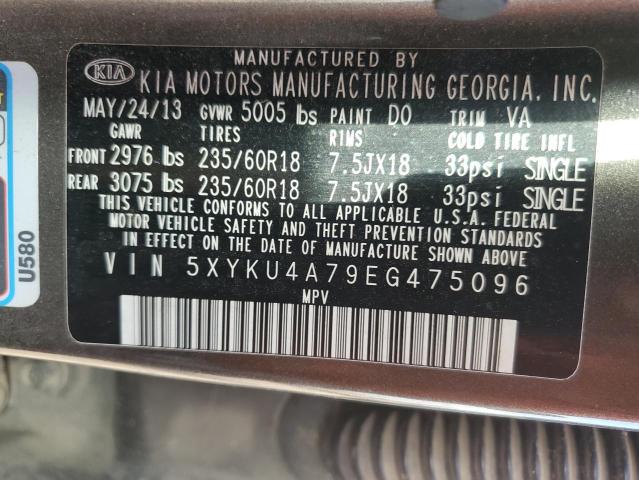 MANUFACTURED BY
KIA KIA MOTORS MANUFACTURING GEORGIA, INC.
MAY/24/13 GVWR 5005 lbs PAINT D0 TRIM VA
GAWR TIRES RIMS COLD TIRE INFL
FRONT 2976 lbs 235/60R18 7.5JX18 33psi SINGLE
REAR 3075 lbs 235/60R18 7.5JX18 33psi SINGLE
THIS VEHICLE CONFORMS TO ALL APPLICABLE U.S.A. FEDERAL
MOTOR VEHICLE SAFETY AND THEFT PREVENTION STANDARDS
IN EFFECT ON THE DATE OF MANUFACTURE SHOWN ABOVE
VIN 5XYKU4A79EG475096
MPV
U580